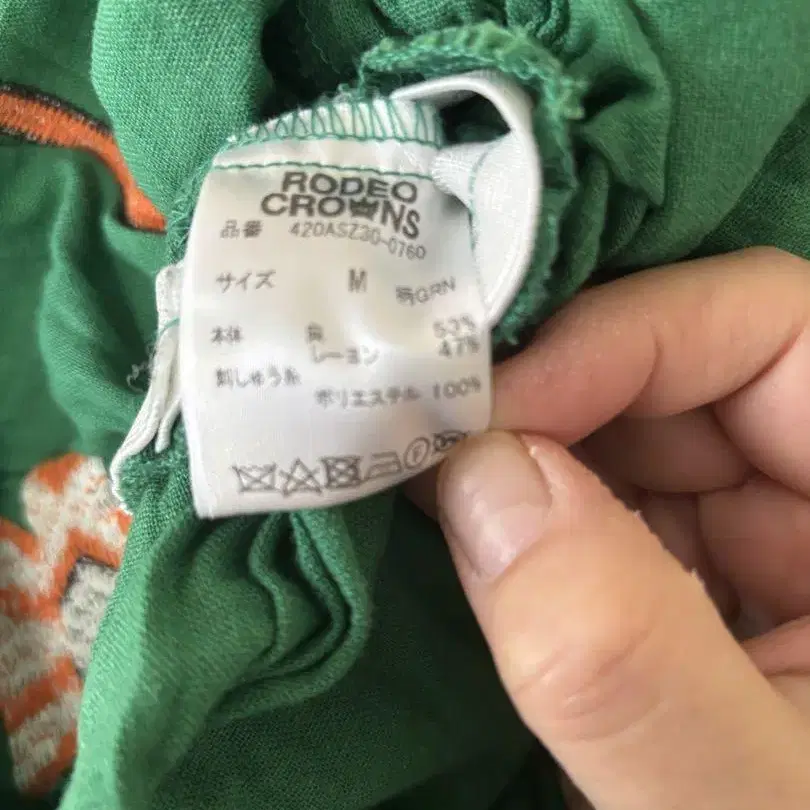 RODEO
CROWNS
品番 420ASZ30-0760
サイズ M 柄GRN
本体 麻 53%
レーヨン 47%
刺しゅう糸
ポリエステル 100%
F